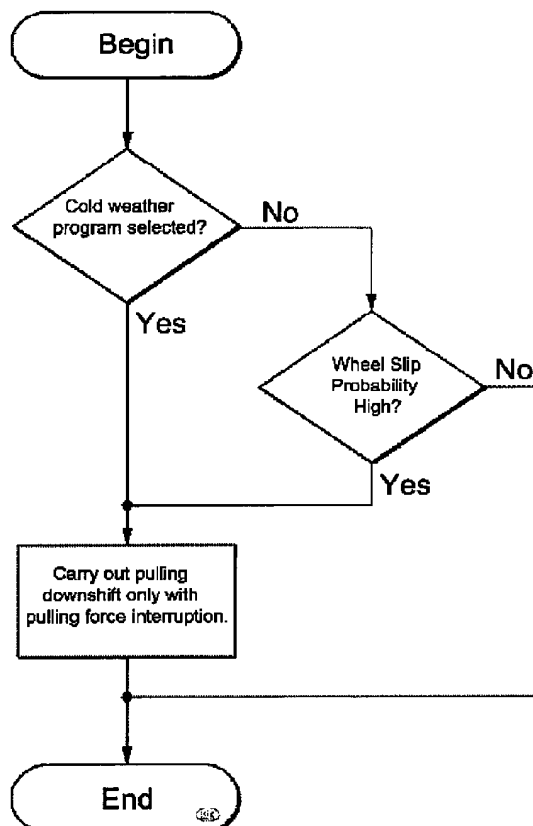 Begin
Cold weather
program selected?
No
Yes
Wheel Slip
Probability
High?
No
Yes
Carry out pulling
downshift only with
pulling force interruption.
End